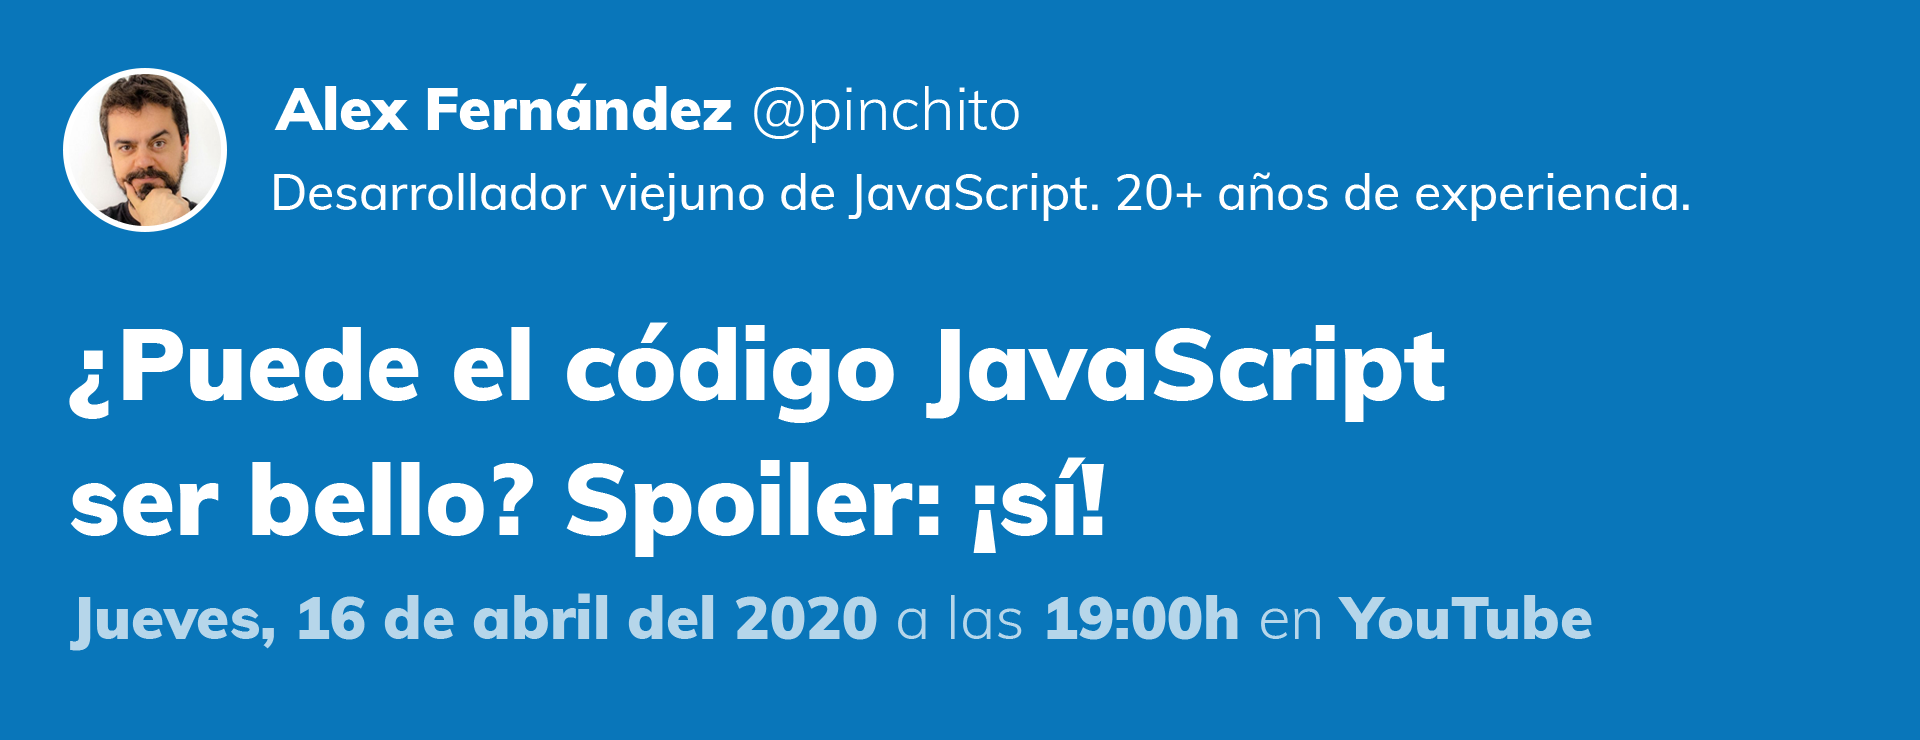 Alex Fernández @pinchito
Desarrollador viejuno de JavaScript. 20+ años de experiencia.
¿Puede el código JavaScript
ser bello? Spoiler: ¡sí!
Jueves, 16 de abril del 2020 a las 19:00h en YouTube